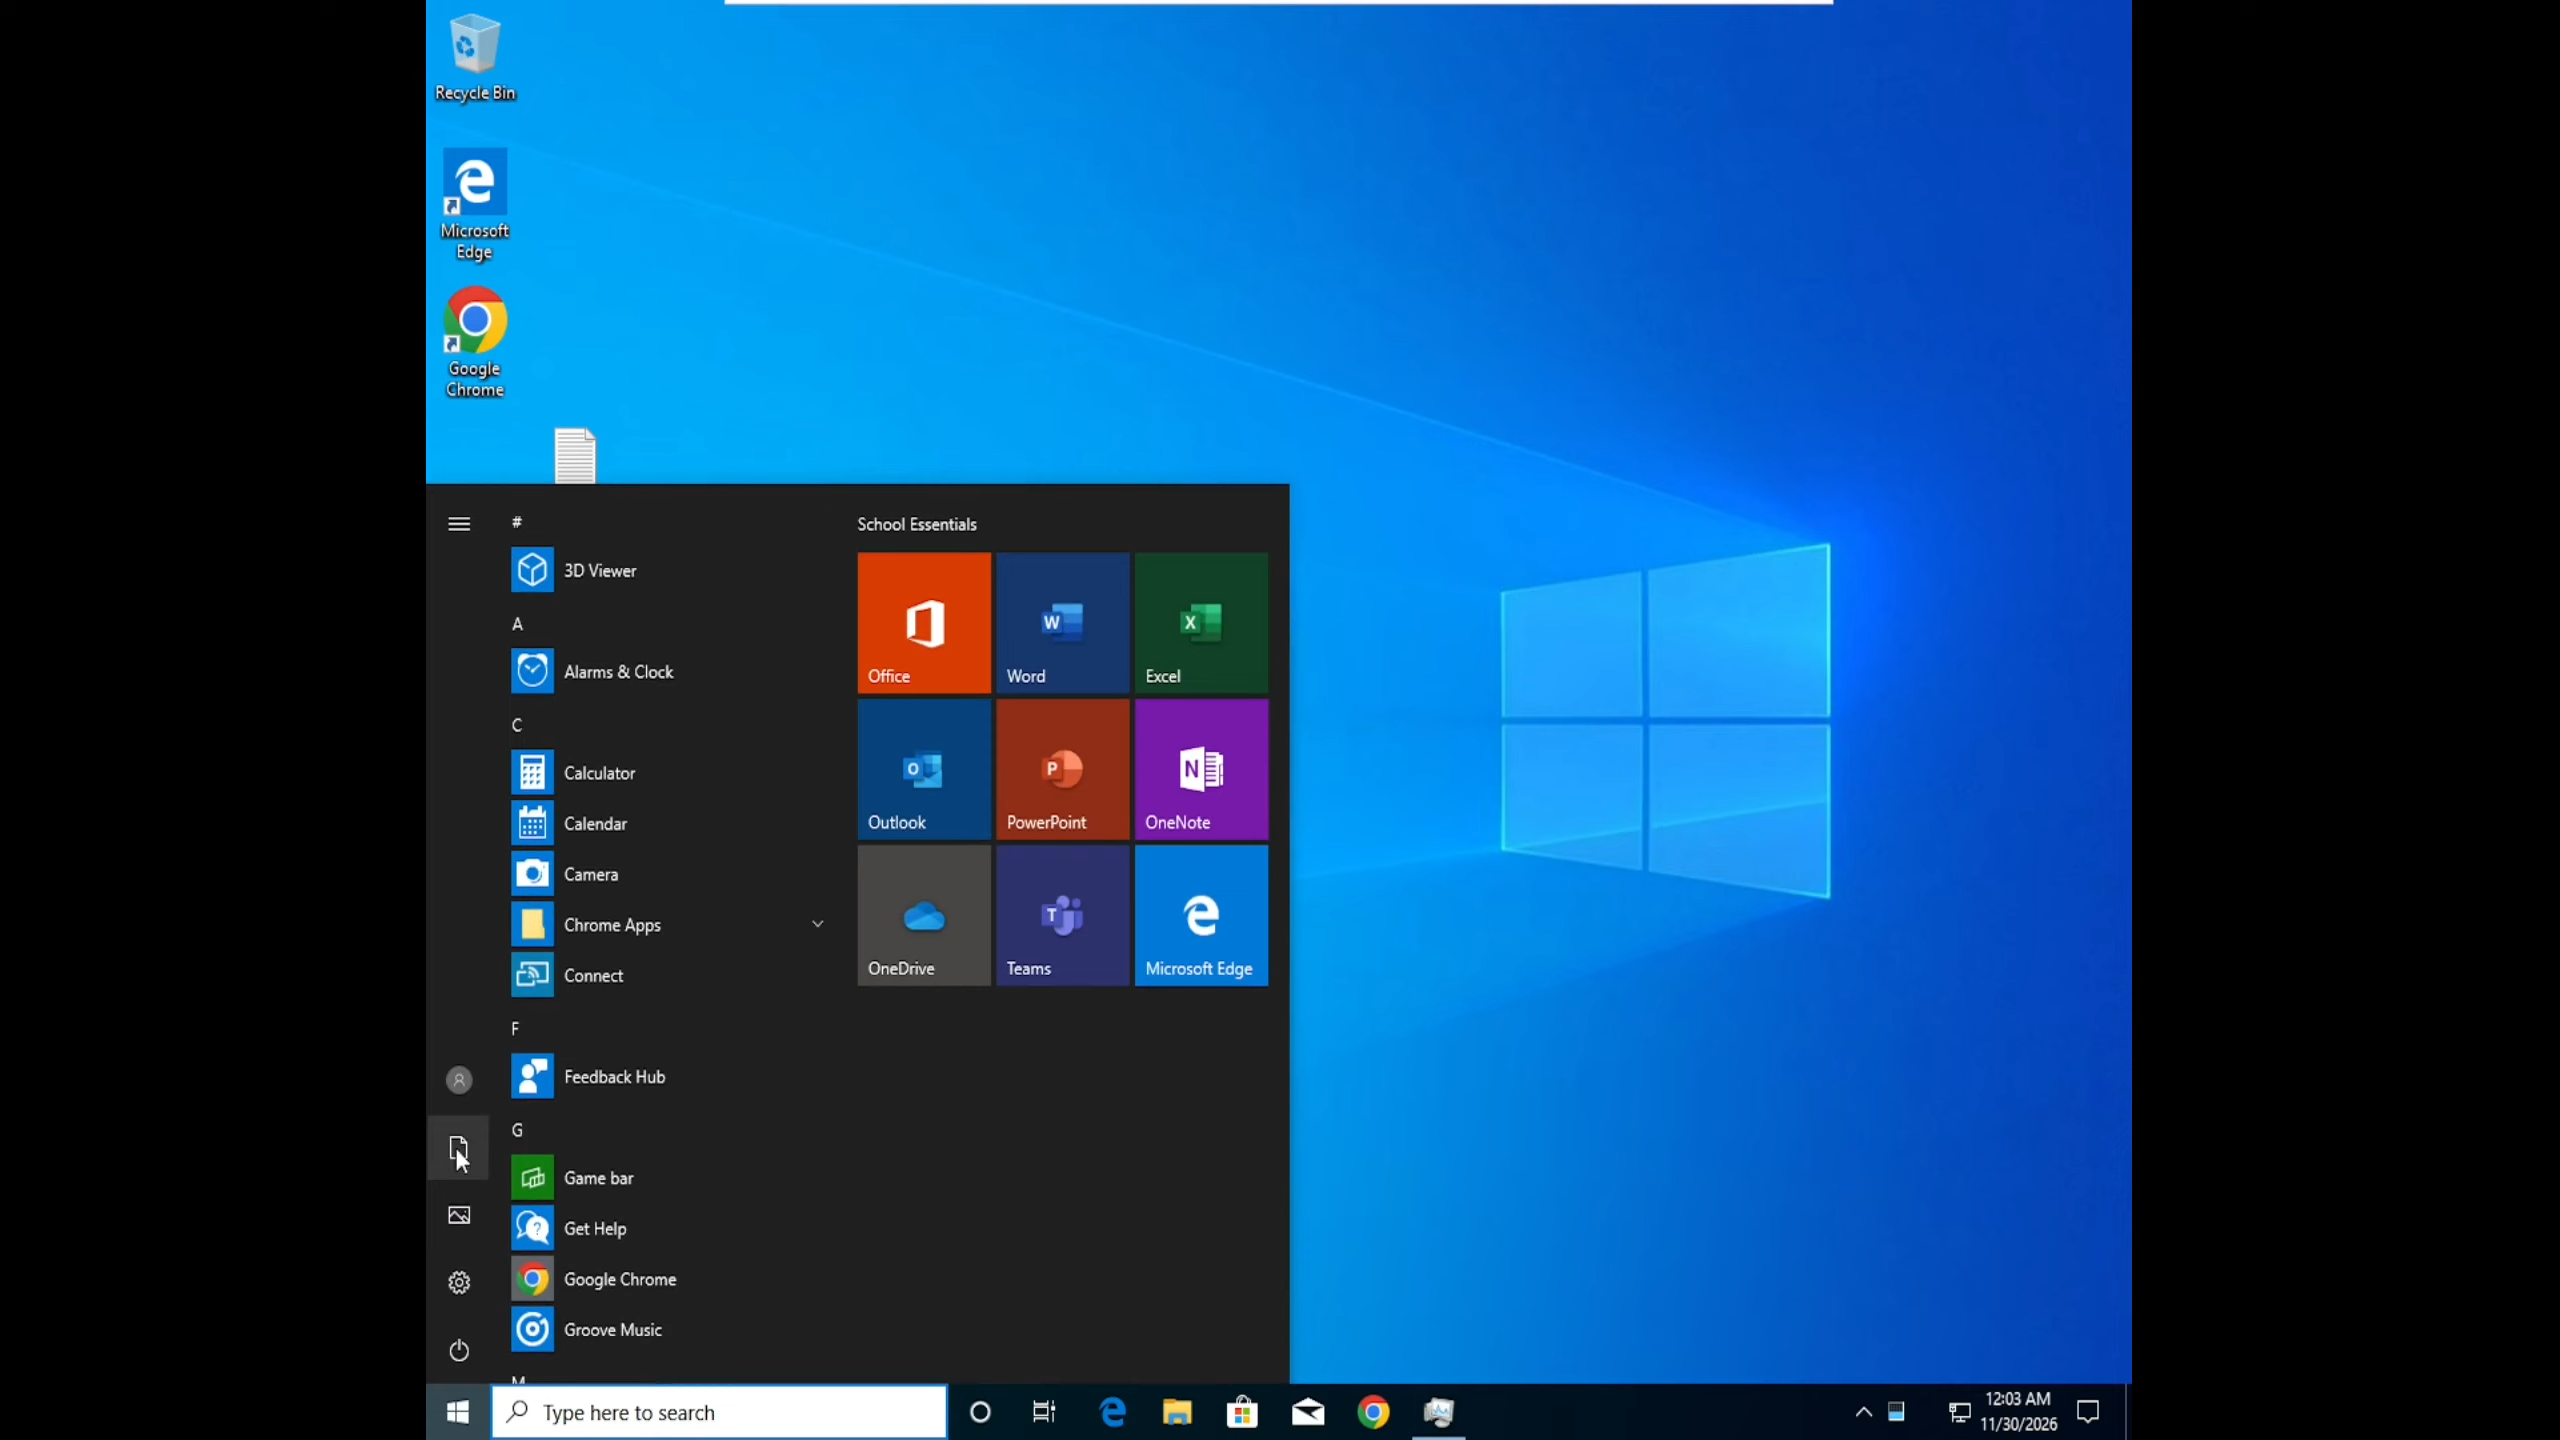 Recycle Bin
Microsoft
Edge
Google
Chrome
#
3D Viewer
A
Alarms & Clock
C
Calculator
Calendar
Camera
Chrome Apps
Connect
F
Feedback Hub
G
Game bar
Get Help
Google Chrome
Groove Music
M
School Essentials
Office
Word
Excel
Outlook
PowerPoint
OneNote
OneDrive
Teams
Microsoft Edge
Type here to search
12:03 AM
11/30/2026